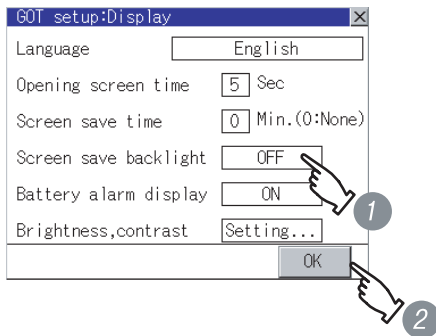 GOT setup:Display
Language English
Opening screen time 5 Sec
Screen save time 0 Min.(0:None)
Screen save backlight OFF
1
Battery alarm display ON
Brightness,contrast Setting...
OK
2